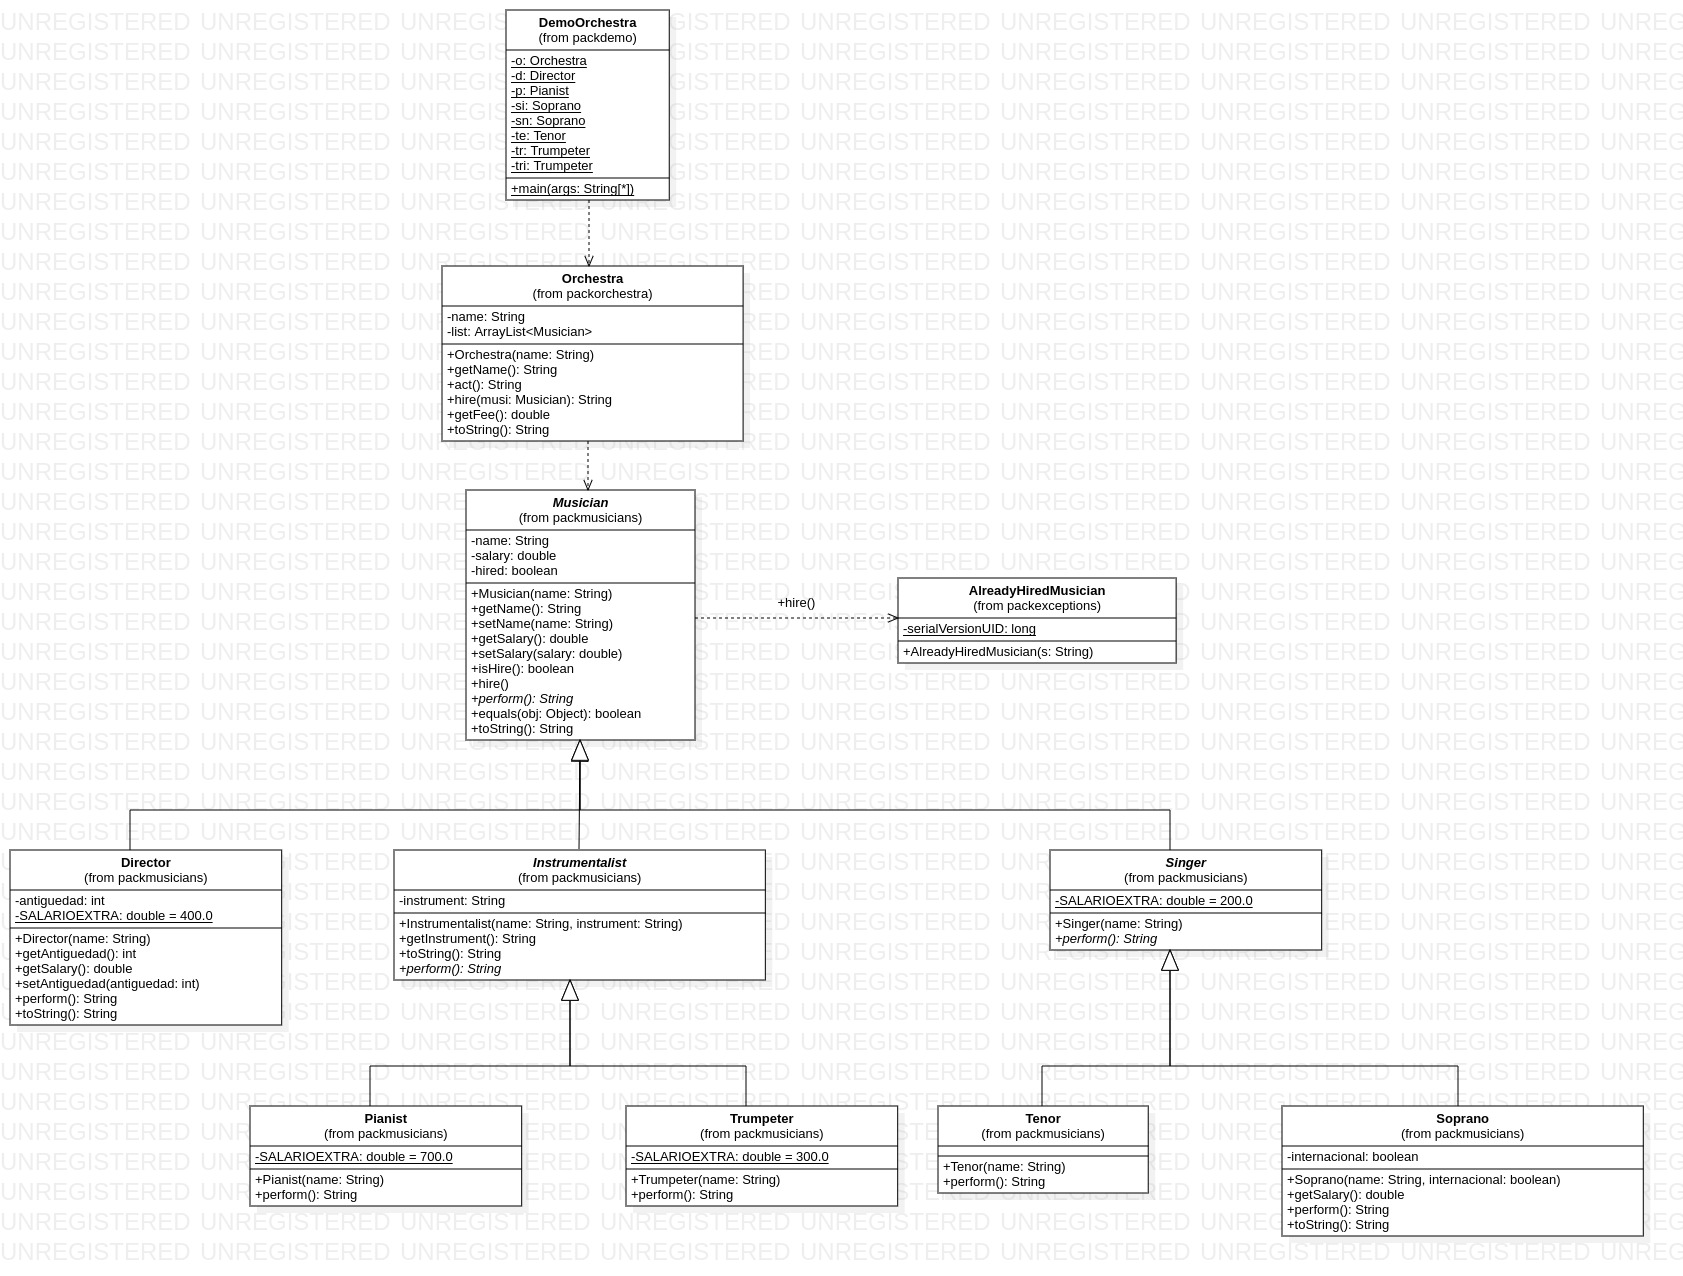 DemoOrchestra
(from packdemo)
-o: Orchestra
-d: Director
-p: Pianist
-si: Soprano
-sn: Soprano
-te: Tenor
-tr: Trumpeter
-tri: Trumpeter
+main(args: String[*])
Orchestra
(from packorchestra)
-name: String
-list: ArrayList<Musician>
+Orchestra(name: String)
+getName(): String
+act(): String
+hire(musi: Musician): String
+getFee(): double
+toString(): String
Musician
(from packmusicians)
-name: String
-salary: double
-hired: boolean
+Musician(name: String)
+getName(): String
+setName(name: String)
+getSalary(): double
+setSalary(salary: double)
+isHire(): boolean
+hire()
+perform(): String
+equals(obj: Object): boolean
+toString(): String
+hire()
AlreadyHiredMusician
(from packexceptions)
-serialVersionUID: long
+AlreadyHiredMusician(s: String)
Director
(from packmusicians)
-antiguedad: int
-SALARIOEXTRA: double = 400.0
+Director(name: String)
+getAntiguedad(): int
+getSalary(): double
+setAntiguedad(antiguedad: int)
+perform(): String
+toString(): String
Instrumentalist
(from packmusicians)
-instrument: String
+Instrumentalist(name: String, instrument: String)
+getInstrument(): String
+toString(): String
+perform(): String
Singer
(from packmusicians)
-SALARIOEXTRA: double = 200.0
+Singer(name: String)
+perform(): String
Pianist
(from packmusicians)
-SALARIOEXTRA: double = 700.0
+Pianist(name: String)
+perform(): String
Trumpeter
(from packmusicians)
-SALARIOEXTRA: double = 300.0
+Trumpeter(name: String)
+perform(): String
Tenor
(from packmusicians)
+Tenor(name: String)
+perform(): String
Soprano
(from packmusicians)
-internacional: boolean
+Soprano(name: String, internacional: boolean)
+getSalary(): double
+perform(): String
+toString(): String
UNREGISTERED